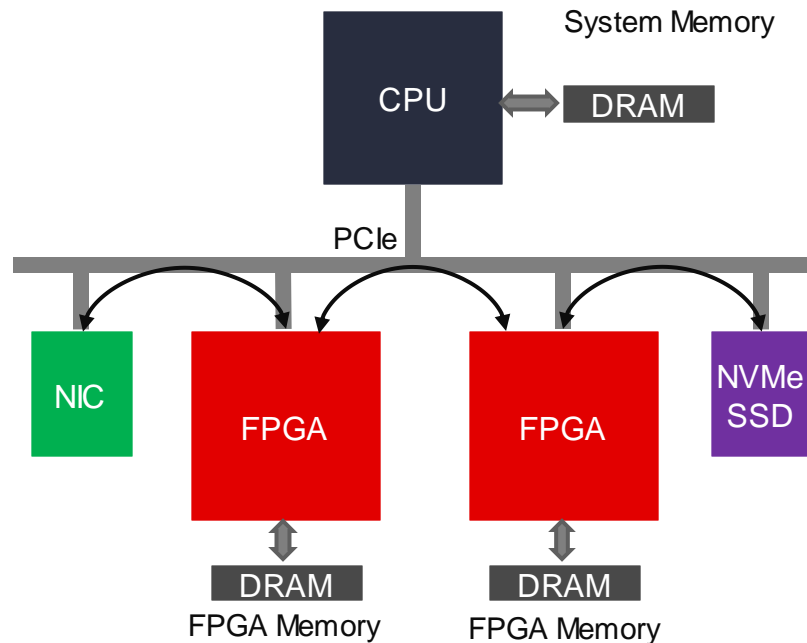 System Memory
CPU
DRAM
PCIe
NIC
FPGA
FPGA
NVMe
SSD
DRAM
DRAM
FPGA Memory
FPGA Memory